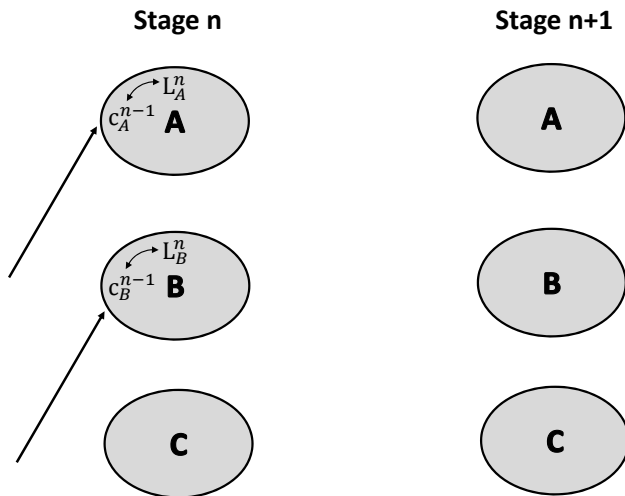 Stage n Stage n+1
L_A^n
c_A^{n−1} A A
L_B^n
c_B^{n−1} B B
C C